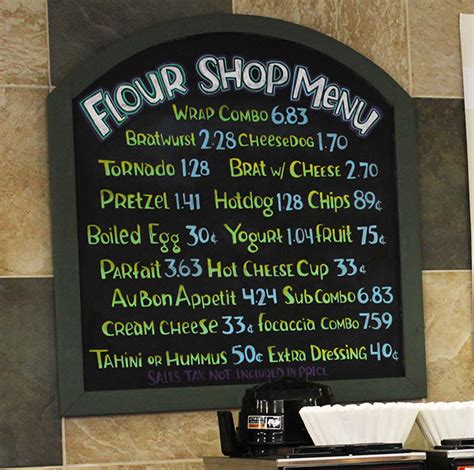 FLOUR SHOP MENU
WRAP COMBO 6.83
BRATWURST 2.28 CHEESEDOG 1.70
TORNADO 1.28 BRAT W/ CHEESE 2.70
PRETZEL 1.41 HOTDOG 1.28 CHIPS 89¢
BOILED EGG 30¢ YOGURT 1.04 FRUIT 75¢
PARFAIT 3.63 HOT CHEESE CUP 33¢
AU BON APPETIT 4.24 SUB COMBO 6.83
CREAM CHEESE 33¢ FOCACCIA COMBO 7.59
TAHINI OR HUMMUS 50¢ EXTRA DRESSING 40¢
SALES TAX NOT INCLUDED IN PRICE